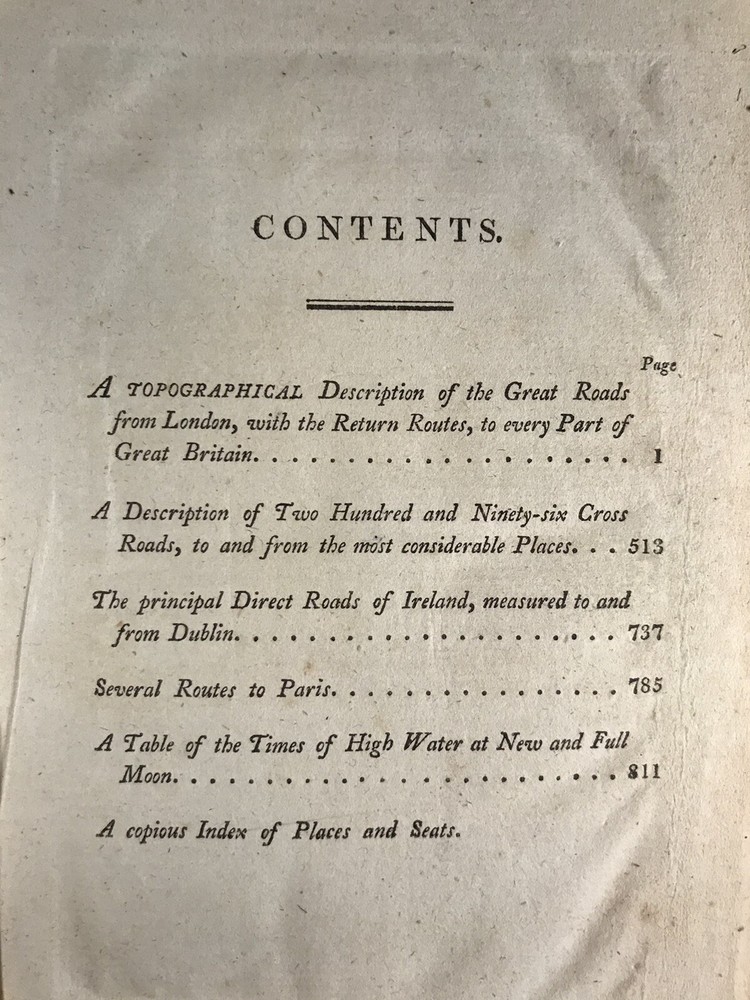 CONTENTS.
Page
A TOPOGRAPHICAL Description of the Great Roads
from London, with the Return Routes, to every Part of
Great Britain. . . . . . . . . . . . . . . . . . . . 1
A Description of Two Hundred and Ninety-six Cross
Roads, to and from the most considerable Places. . . 513
The principal Direct Roads of Ireland, measured to and
from Dublin. . . . . . . . . . . . . . . . . . . . . 737
Several Routes to Paris. . . . . . . . . . . . . . . . 785
A Table of the Times of High Water at New and Full
Moon. . . . . . . . . . . . . . . . . . . . . . . . . 811
A copious Index of Places and Seats.